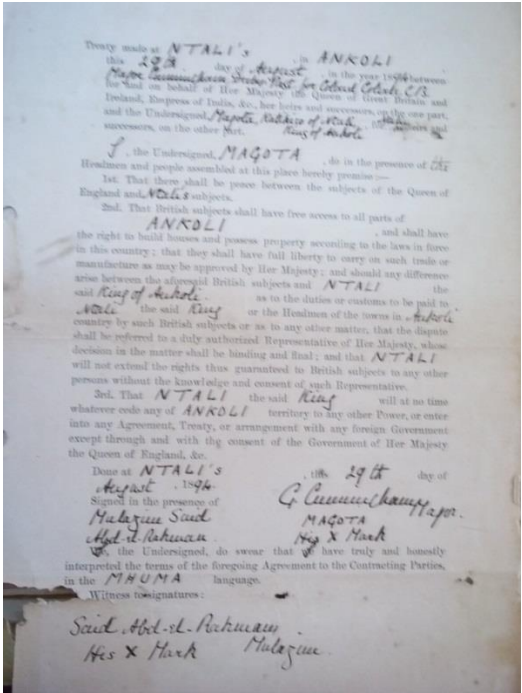 Treaty made at NTALI's, in ANKOLI
this 29th day of August, in the year 1894 between
Major Cunningham Derby. Regt. for Colonel Colvile C.B.
for and on behalf of Her Majesty the Queen of Great Britain and
Ireland, Empress of India, &c., her heirs and successors, on the one part,
and the Undersigned, Magota, Katikiro of Ntali, his heirs and
King of Ankoli
successors, on the other part.
I, the Undersigned, MAGOTA, do in the presence of the
Headmen and people assembled at this place hereby promise:—
1st. That there shall be peace between the subjects of the Queen of
England and Ntali's subjects.
2nd. That British subjects shall have free access to all parts of
ANKOLI, and shall have
the right to build houses and possess property according to the laws in force
in this country; that they shall have full liberty to carry on such trade or
manufacture as may be approved by Her Majesty; and should any difference
arise between the aforesaid British subjects and NTALI the
said King of Ankoli as to the duties or customs to be paid to
Ntali the said King or the Headmen of the towns in Ankoli
country by such British subjects or as to any other matter, that the dispute
shall be referred to a duly authorized Representative of Her Majesty, whose
decision in the matter shall be binding and final; and that NTALI
will not extend the rights thus guaranteed to British subjects to any other
persons without the knowledge and consent of such Representative.
3rd. That NTALI the said King will at no time
whatever cede any of ANKOLI territory to any other Power, or enter
into any Agreement, Treaty, or arrangement with any foreign Government
except through and with the consent of the Government of Her Majesty
the Queen of England, &c.
Done at NTALI's, this 29th day of
August, 1894.
Signed in the presence of G. Cunningham Major.
Mulazim Said MAGOTA
Abd-el-Rahman. His X Mark
the Undersigned, do swear that I have truly and honestly
interpreted the terms of the foregoing Agreement to the Contracting Parties,
in the MHUMA language.
Witness to signatures:
Said Abd-el-Rahman.
His X Mark Mulazim.